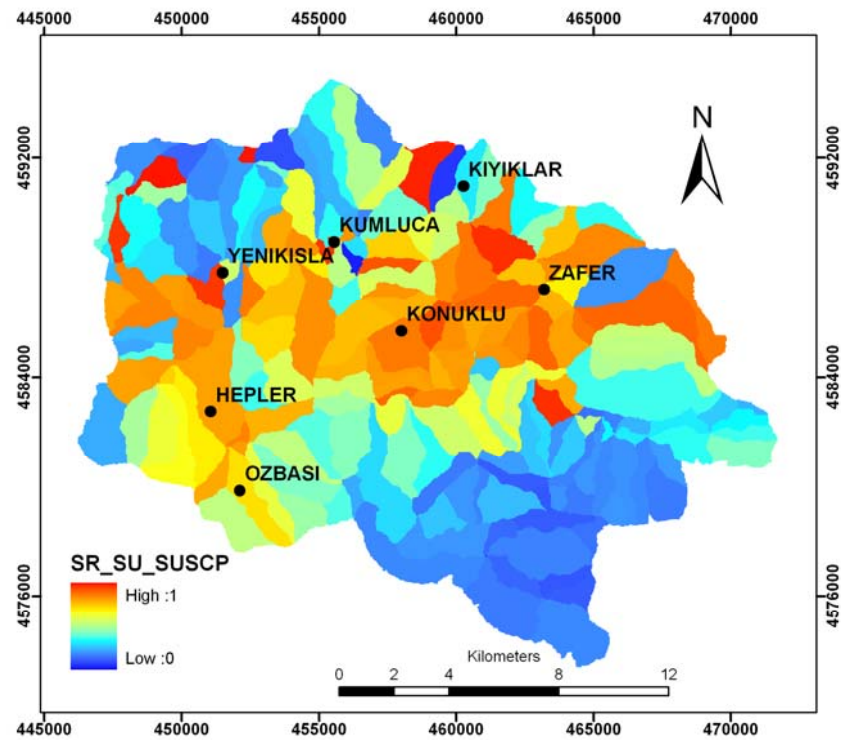 445000 450000 455000 460000 465000 470000
N
4592000 4592000
KIYIKLAR
KUMLUCA
YENIKISLA
ZAFER
KONUKLU
4584000 4584000
HEPLER
OZBASI
SR_SU_SUSCP
High :1
Low :0
4576000 4576000
Kilometers
0 2 4 8 12
445000 450000 455000 460000 465000 470000